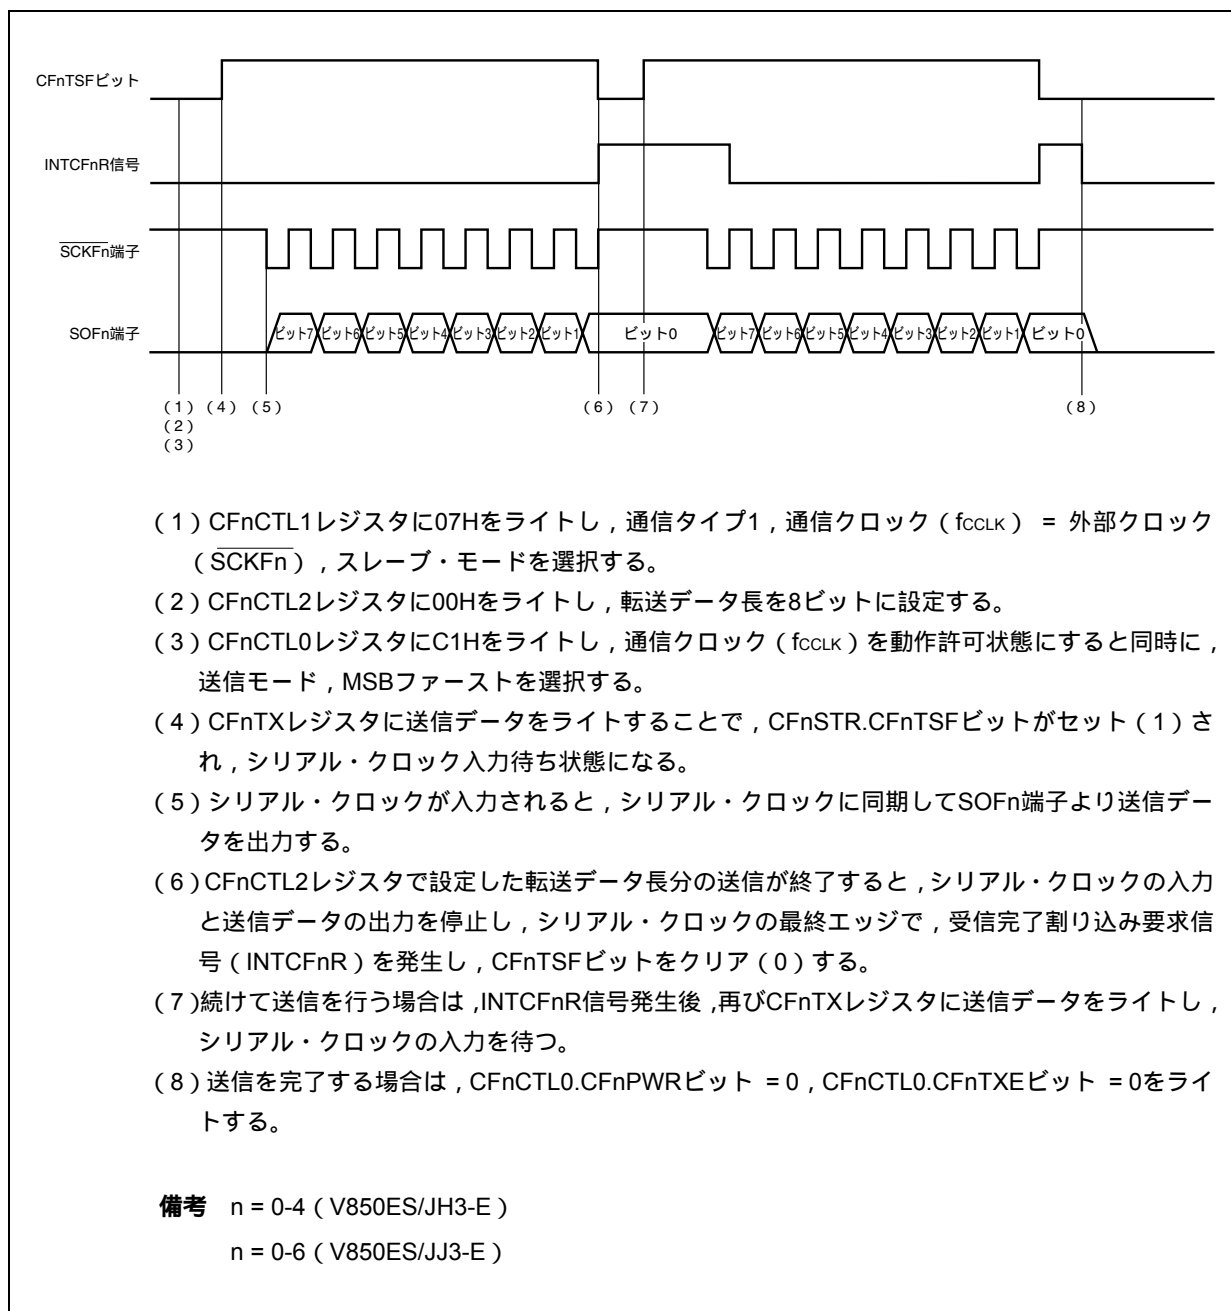 CFnTSFビット
INTCFnR信号
SCKFn端子
SOFn端子
ビット7 ビット6 ビット5 ビット4 ビット3 ビット2 ビット1 ビット0 ビット7 ビット6 ビット5 ビット4 ビット3 ビット2 ビット1 ビット0
(1) (4) (5) (6) (7) (8)
(2)
(3)
(1)CFnCTL1レジスタに07Hをライトし,通信タイプ1,通信クロック(fCCLK) = 外部クロック
(SCKFn),スレーブ・モードを選択する。
(2)CFnCTL2レジスタに00Hをライトし,転送データ長を8ビットに設定する。
(3)CFnCTL0レジスタにC1Hをライトし,通信クロック(fCCLK)を動作許可状態にすると同時に,
送信モード,MSBファーストを選択する。
(4)CFnTXレジスタに送信データをライトすることで,CFnSTR.CFnTSFビットがセット(1)さ
れ,シリアル・クロック入力待ち状態になる。
(5)シリアル・クロックが入力されると,シリアル・クロックに同期してSOFn端子より送信デー
タを出力する。
(6)CFnCTL2レジスタで設定した転送データ長分の送信が終了すると,シリアル・クロックの入力
と送信データの出力を停止し,シリアル・クロックの最終エッジで,受信完了割り込み要求信
号(INTCFnR)を発生し,CFnTSFビットをクリア(0)する。
(7)続けて送信を行う場合は,INTCFnR信号発生後,再びCFnTXレジスタに送信データをライトし,
シリアル・クロックの入力を待つ。
(8)送信を完了する場合は,CFnCTL0.CFnPWRビット = 0,CFnCTL0.CFnTXEビット = 0をライ
トする。
備考 n = 0-4(V850ES/JH3-E)
n = 0-6(V850ES/JJ3-E)